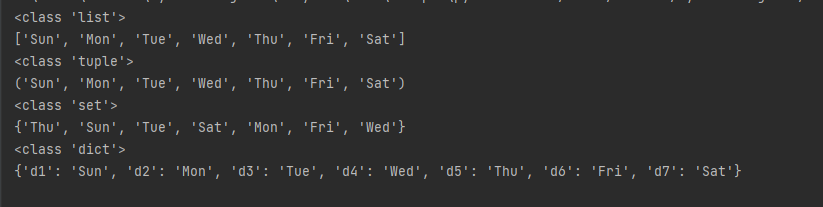 <class 'list'>
['Sun', 'Mon', 'Tue', 'Wed', 'Thu', 'Fri', 'Sat']
<class 'tuple'>
('Sun', 'Mon', 'Tue', 'Wed', 'Thu', 'Fri', 'Sat')
<class 'set'>
{'Thu', 'Sun', 'Tue', 'Sat', 'Mon', 'Fri', 'Wed'}
<class 'dict'>
{'d1': 'Sun', 'd2': 'Mon', 'd3': 'Tue', 'd4': 'Wed', 'd5': 'Thu', 'd6': 'Fri', 'd7': 'Sat'}